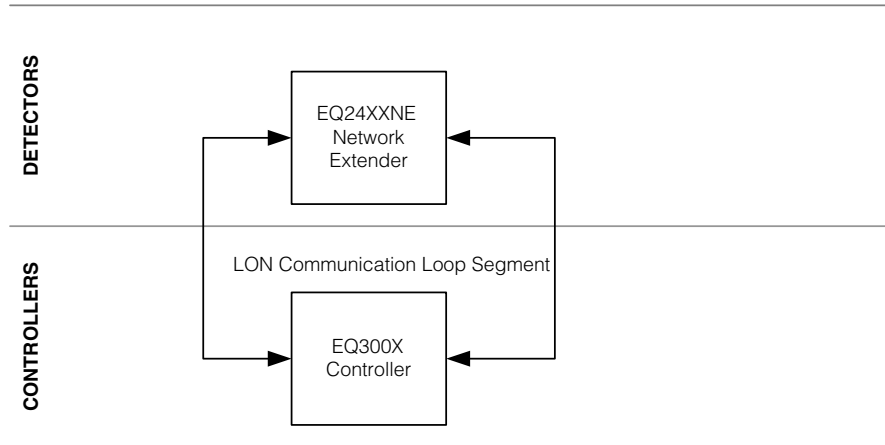 DETECTORS
EQ24XXNE
Network
Extender
LON Communication Loop Segment
CONTROLLERS
EQ300X
Controller